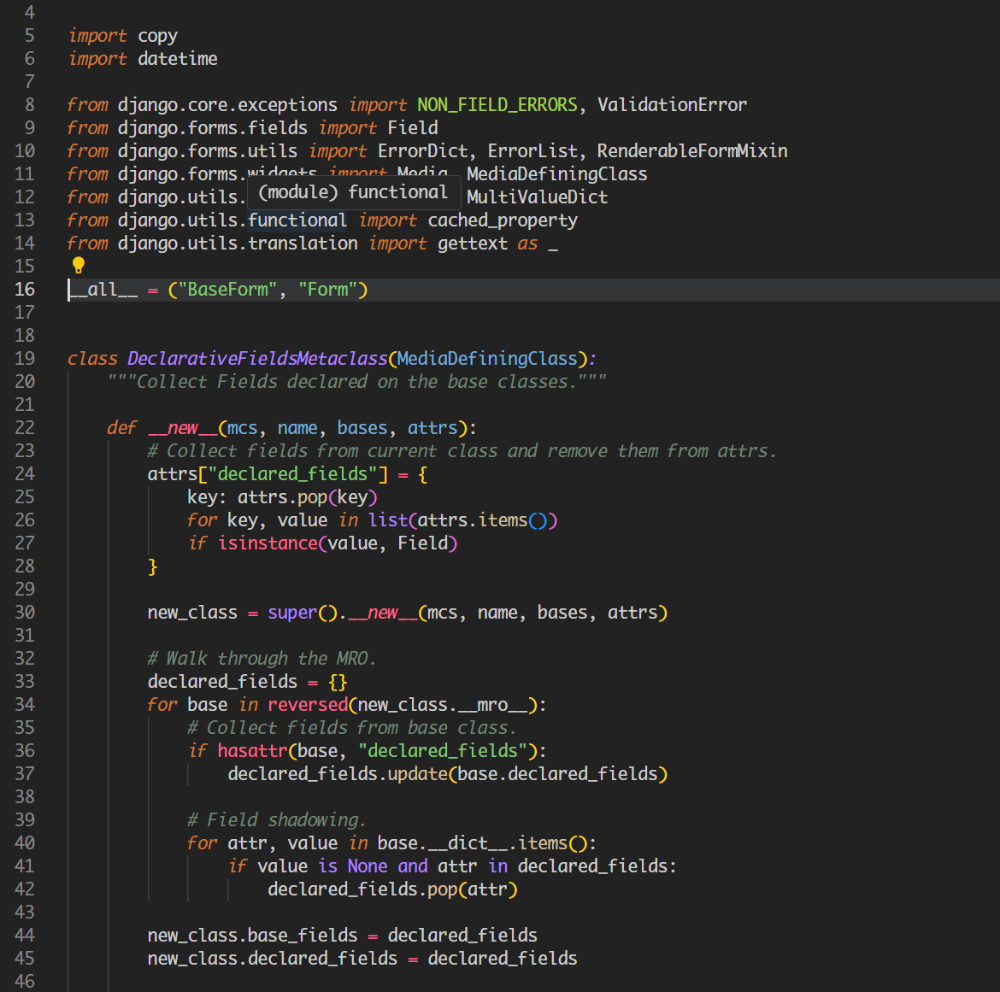 4
5 import copy
6 import datetime
7
8 from django.core.exceptions import NON_FIELD_ERRORS, ValidationError
9 from django.forms.fields import Field
10 from django.forms.utils import ErrorDict, ErrorList, RenderableFormMixin
11 from django.forms.widgets import Media, MediaDefiningClass
(module) functional
12 from django.utils. MultiValueDict
13 from django.utils.functional import cached_property
14 from django.utils.translation import gettext as _
15
16 __all__ = ("BaseForm", "Form")
17
18
19 class DeclarativeFieldsMetaclass(MediaDefiningClass):
20     """Collect Fields declared on the base classes."""
21
22     def __new__(mcs, name, bases, attrs):
23         # Collect fields from current class and remove them from attrs.
24         attrs["declared_fields"] = {
25             key: attrs.pop(key)
26             for key, value in list(attrs.items())
27             if isinstance(value, Field)
28         }
29
30         new_class = super().__new__(mcs, name, bases, attrs)
31
32         # Walk through the MRO.
33         declared_fields = {}
34         for base in reversed(new_class.__mro__):
35             # Collect fields from base class.
36             if hasattr(base, "declared_fields"):
37                 declared_fields.update(base.declared_fields)
38
39             # Field shadowing.
40             for attr, value in base.__dict__.items():
41                 if value is None and attr in declared_fields:
42                     declared_fields.pop(attr)
43
44         new_class.base_fields = declared_fields
45         new_class.declared_fields = declared_fields
46